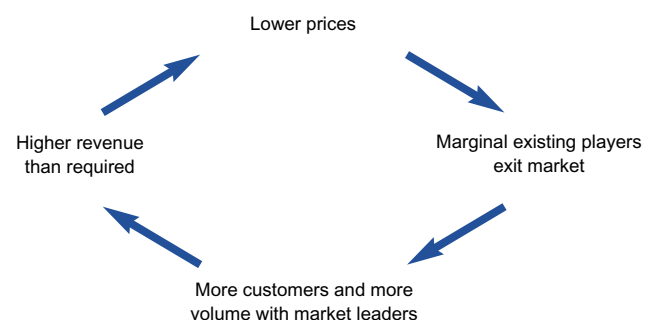 Lower prices
Higher revenue
than required
Marginal existing players
exit market
More customers and more
volume with market leaders